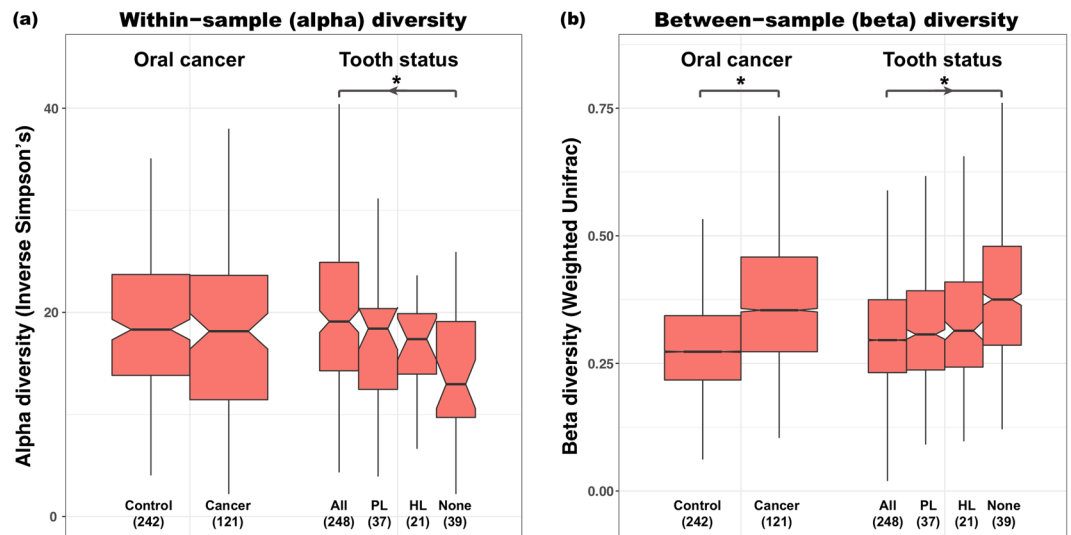 (a) Within−sample (alpha) diversity
Oral cancer
Tooth status
*
Alpha diversity (Inverse Simpson's)
40
20
0
Control
(242)
Cancer
(121)
All
(248)
PL
(37)
HL
(21)
None
(39)
(b) Between−sample (beta) diversity
Oral cancer
Tooth status
*
*
Beta diversity (Weighted Unifrac)
0.75
0.50
0.25
0.00
Control
(242)
Cancer
(121)
All
(248)
PL
(37)
HL
(21)
None
(39)